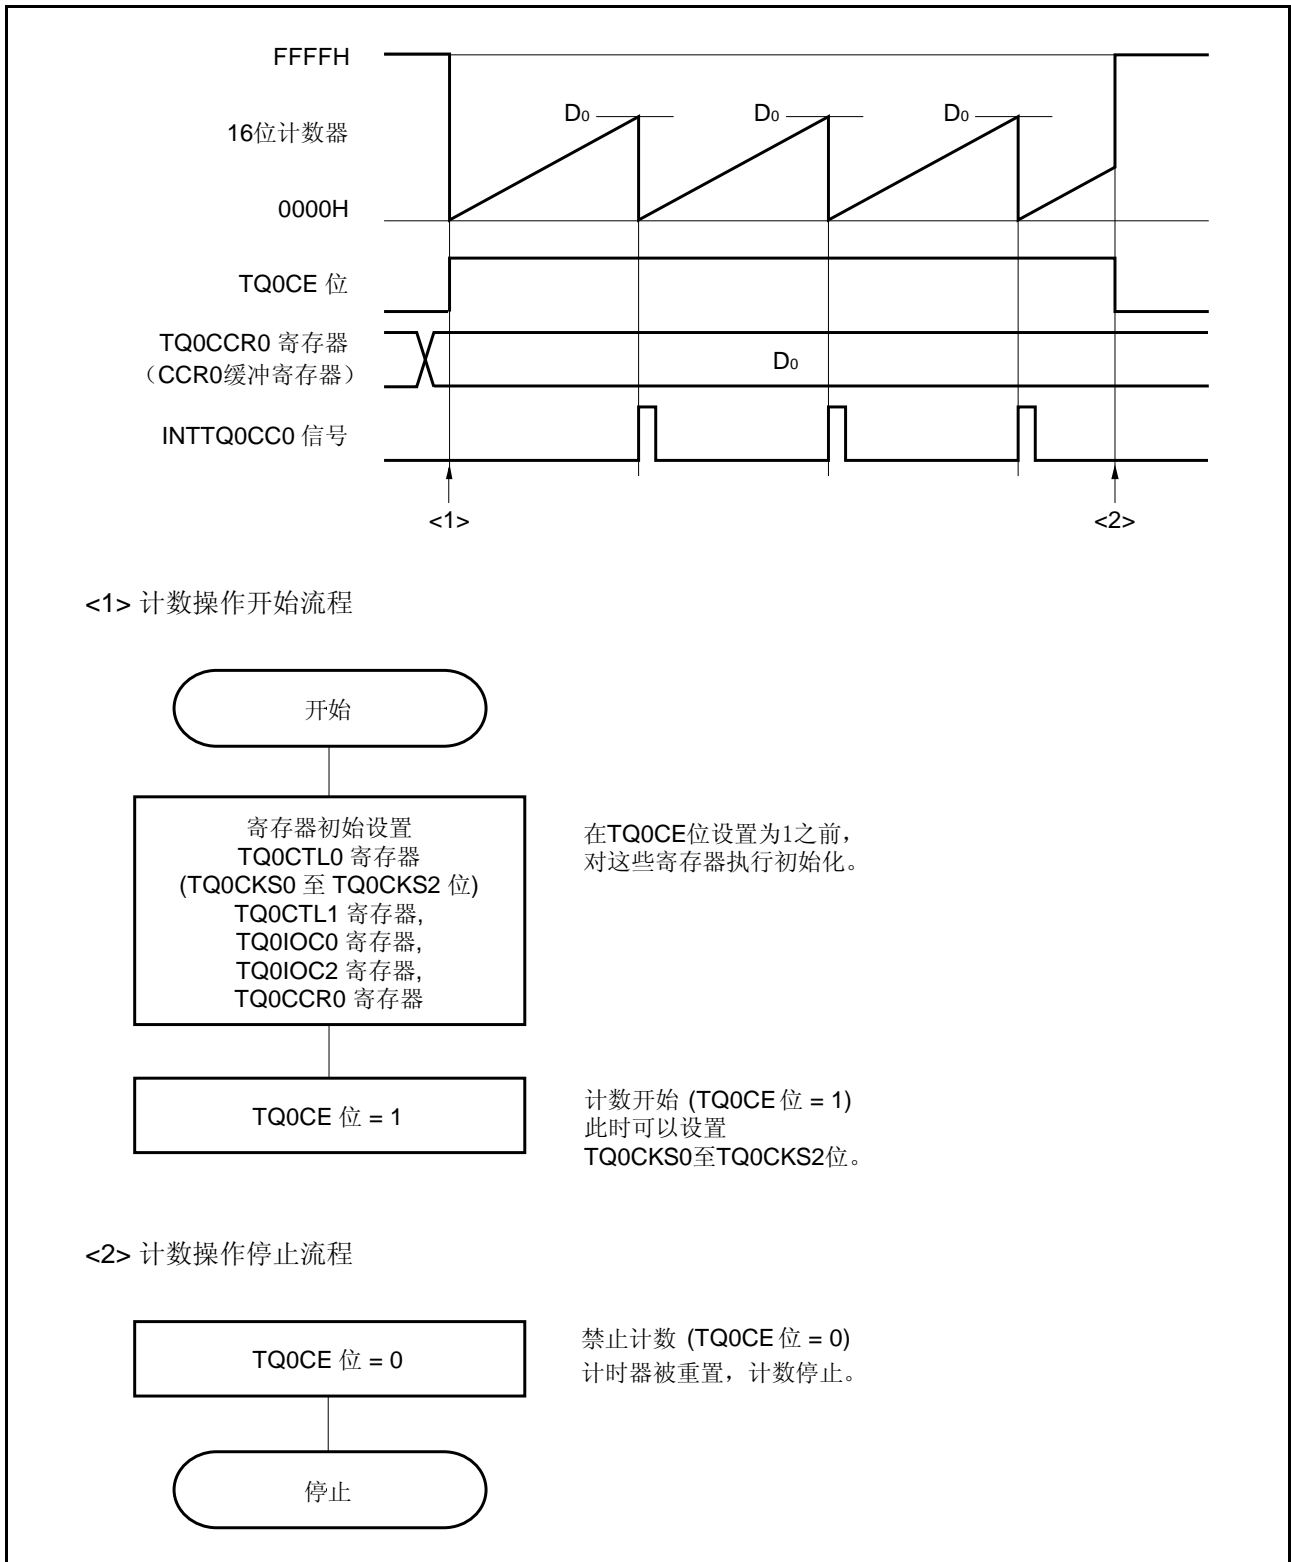 FFFFH
16位计数器
D0
D0
D0
0000H
TQ0CE 位
TQ0CCR0 寄存器
（CCR0缓冲寄存器）
D0
INTTQ0CC0 信号
<1>
<2>
<1> 计数操作开始流程
开始
寄存器初始设置
TQ0CTL0 寄存器
(TQ0CKS0 至 TQ0CKS2 位)
TQ0CTL1 寄存器,
TQ0IOC0 寄存器,
TQ0IOC2 寄存器,
TQ0CCR0 寄存器
在TQ0CE位设置为1之前，
对这些寄存器执行初始化。
TQ0CE 位 = 1
计数开始 (TQ0CE 位 = 1)
此时可以设置
TQ0CKS0至TQ0CKS2位。
<2> 计数操作停止流程
TQ0CE 位 = 0
禁止计数 (TQ0CE 位 = 0)
计时器被重置，计数停止。
停止